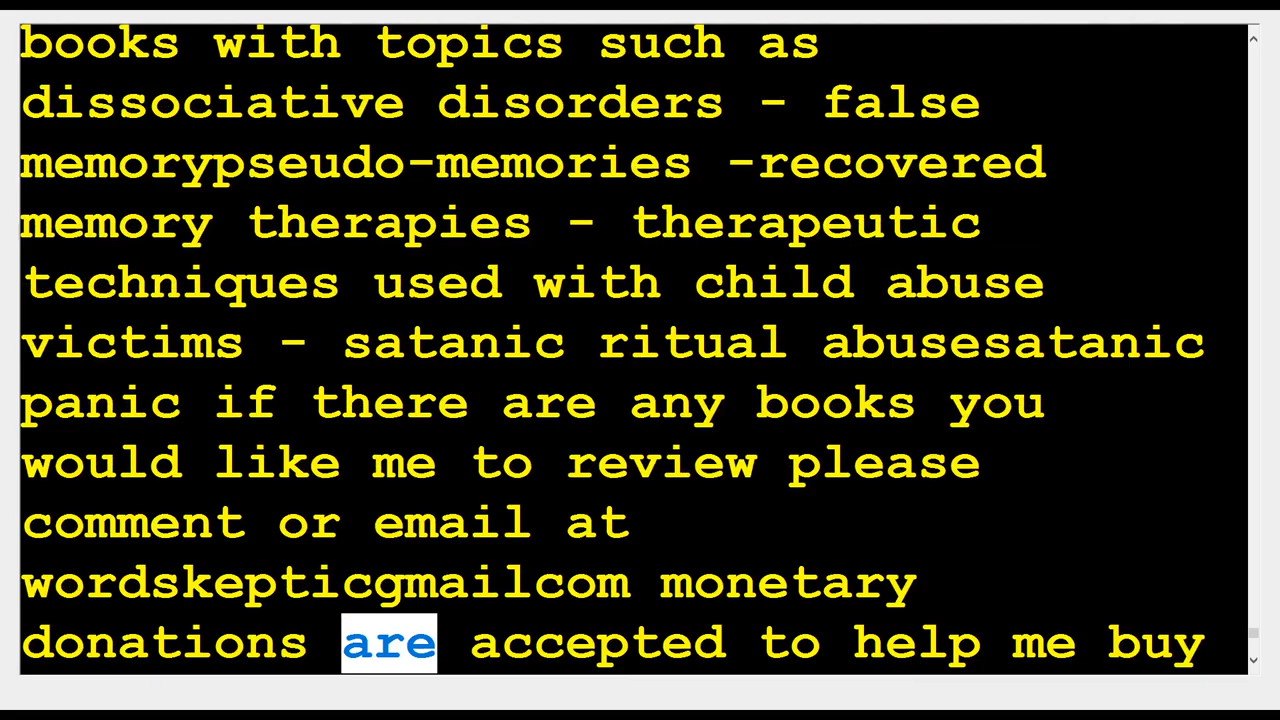 books with topics such as
dissociative disorders - false
memorypseudo-memories -recovered
memory therapies - therapeutic
techniques used with child abuse
victims - satanic ritual abusesatanic
panic if there are any books you
would like me to review please
comment or email at
wordskepticgmailcom monetary
donations are accepted to help me buy